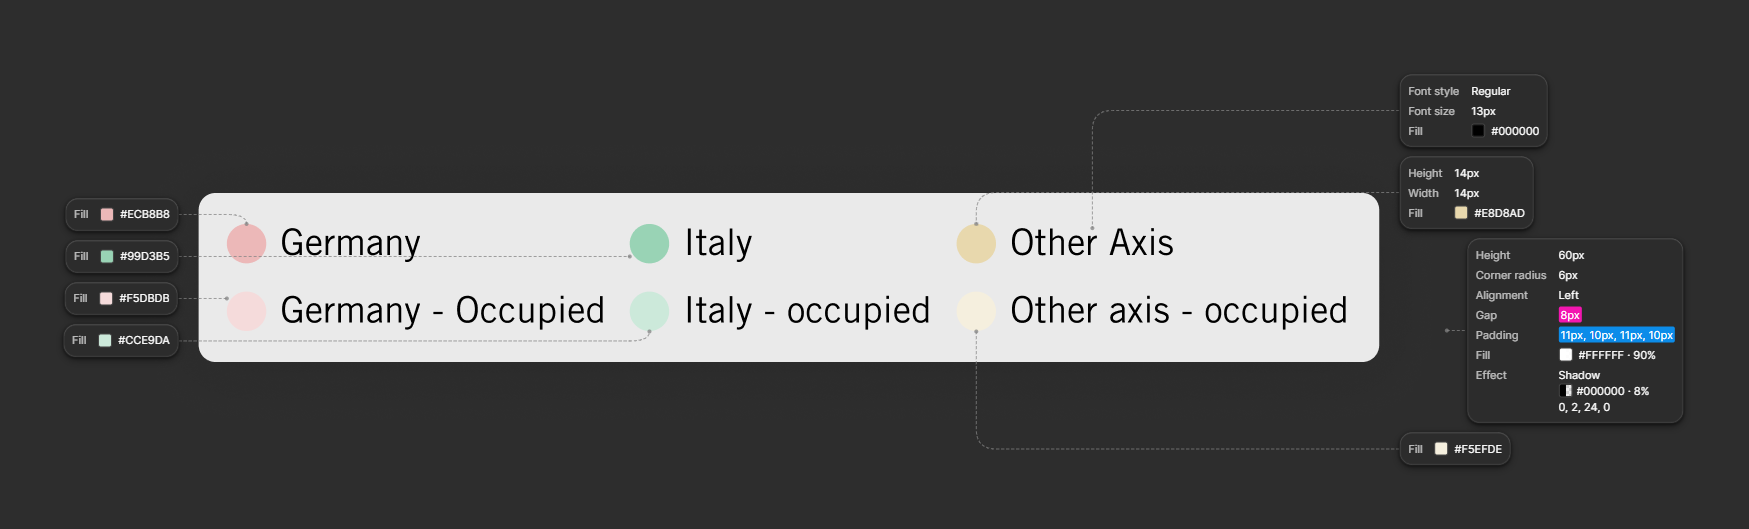 Font style Regular
Font size 13px
Fill #000000
Height 14px
Width 14px
Fill #E8D8AD
Fill #ECB8B8
Fill #99D3B5
Fill #F5DBDB
Fill #CCE9DA
Germany Italy Other Axis
Germany - Occupied Italy - occupied Other axis - occupied
Height 60px
Corner radius 6px
Alignment Left
Gap 8px
Padding 11px, 10px, 11px, 10px
Fill #FFFFFF · 90%
Effect Shadow
#000000 · 8%
0, 2, 24, 0
Fill #F5EFDE